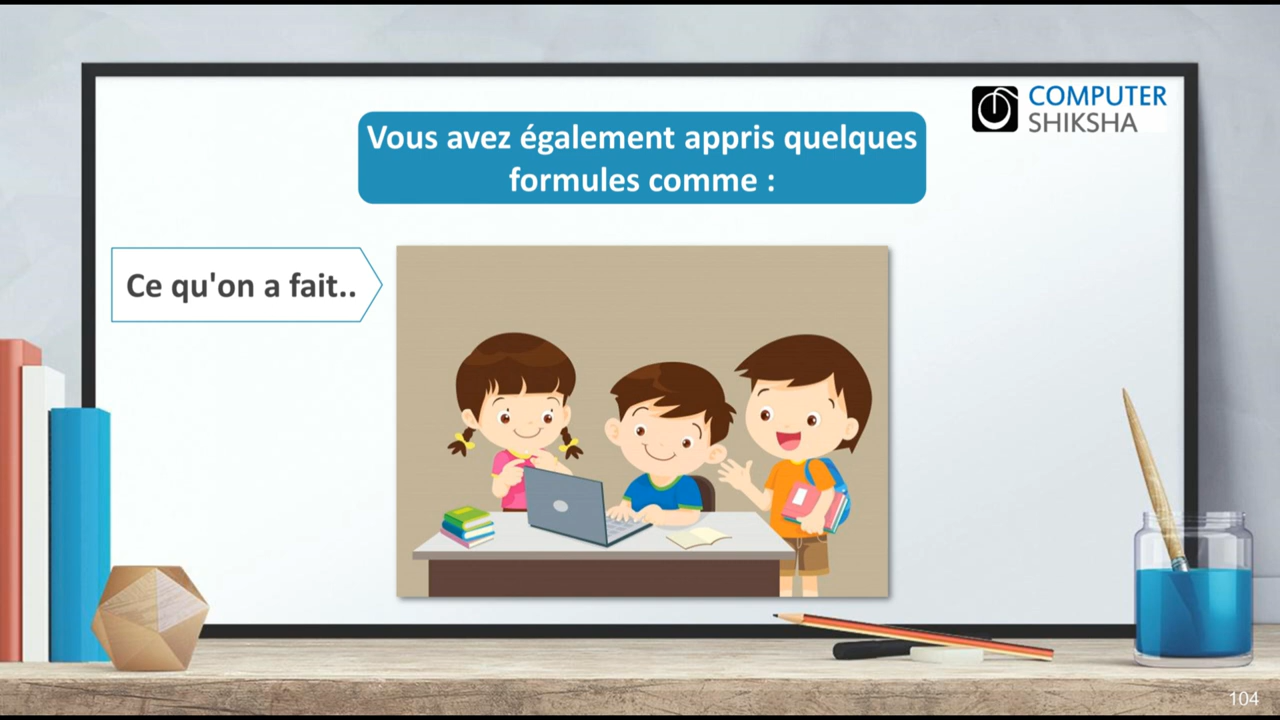 COMPUTER
SHIKSHA
Vous avez également appris quelques
formules comme :
Ce qu'on a fait..
104